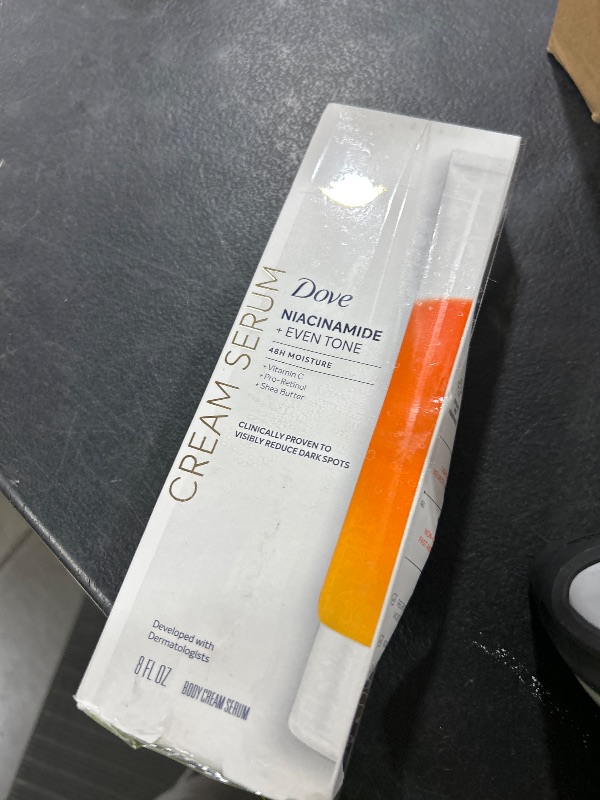 CREAM SERUM
Dove
NIACINAMIDE
+ EVEN TONE
48H MOISTURE
+ Vitamin C
+ Pro-Retinol
+ Shea Butter
CLINICALLY PROVEN TO
VISIBLY REDUCE DARK SPOTS
Developed with
Dermatologists
8 FL OZ BODY CREAM SERUM